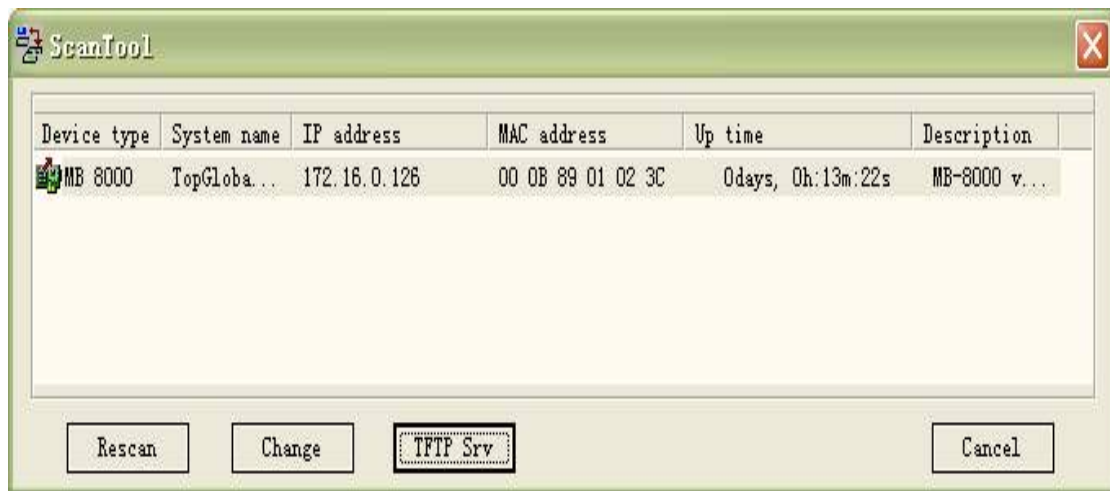 ScanTool
Device type System name IP address MAC address Up time Description
MB 8000 TopGloba... 172.16.0.126 00 0B 89 01 02 3C 0days, 0h:13m:22s MB-8000 v...
Rescan Change TFTP Srv Cancel